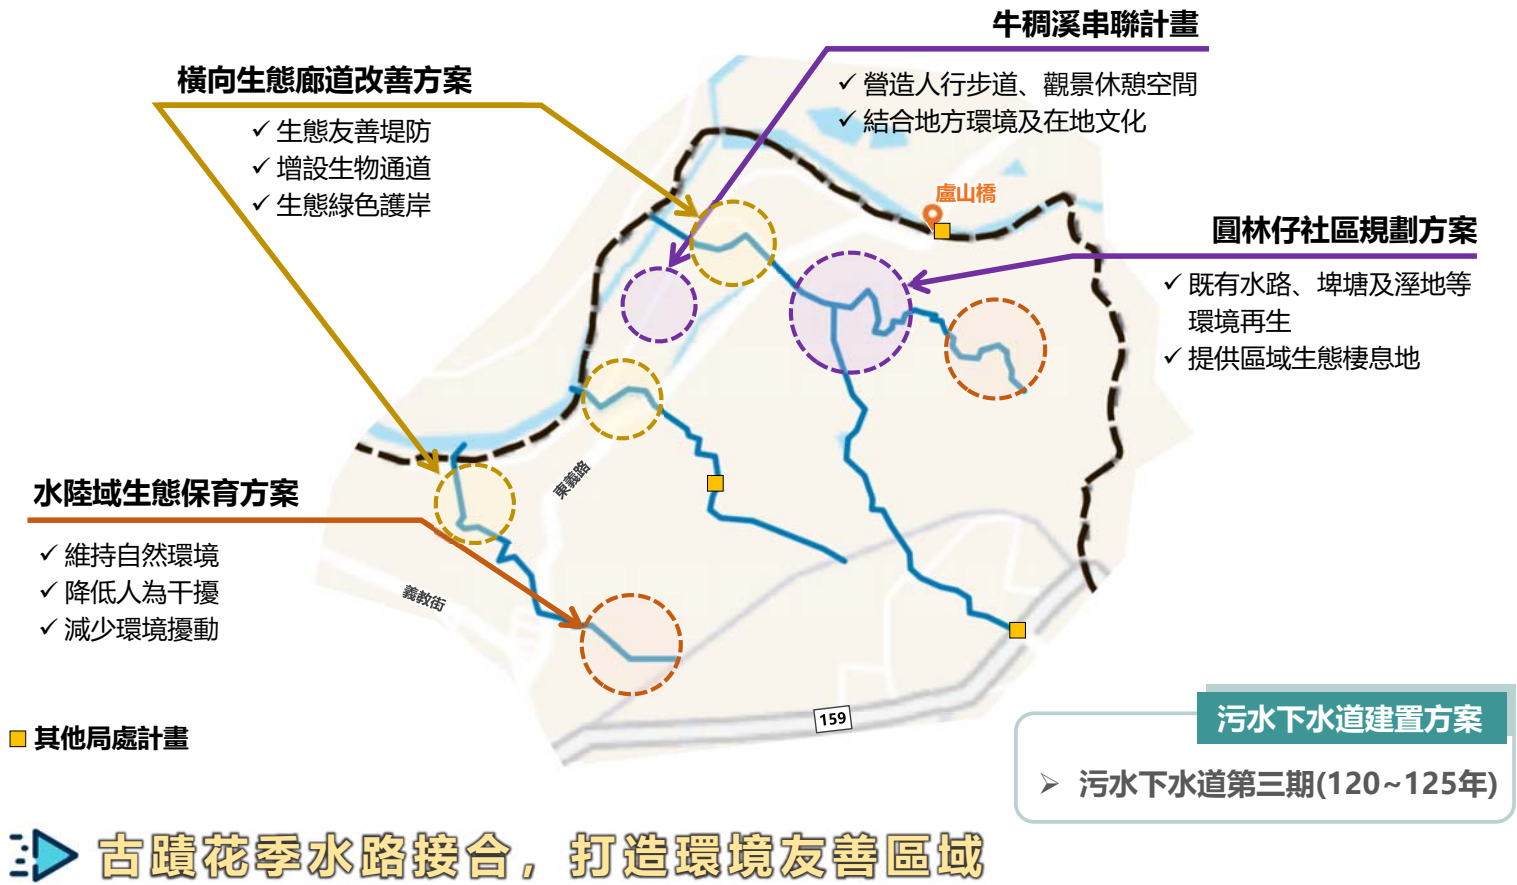 牛稠溪串聯計畫
✓ 營造人行步道、觀景休憩空間
✓ 結合地方環境及在地文化
橫向生態廊道改善方案
✓ 生態友善堤防
✓ 增設生物通道
✓ 生態綠色護岸
盧山橋
圓林仔社區規劃方案
✓ 既有水路、埤塘及溼地等
環境再生
✓ 提供區域生態棲息地
東義路
水陸域生態保育方案
✓ 維持自然環境
✓ 降低人為干擾
✓ 減少環境擾動
義教街
159
其他局處計畫
污水下水道建置方案
➢ 污水下水道第三期(120~125年)
古蹟花季水路接合，打造環境友善區域